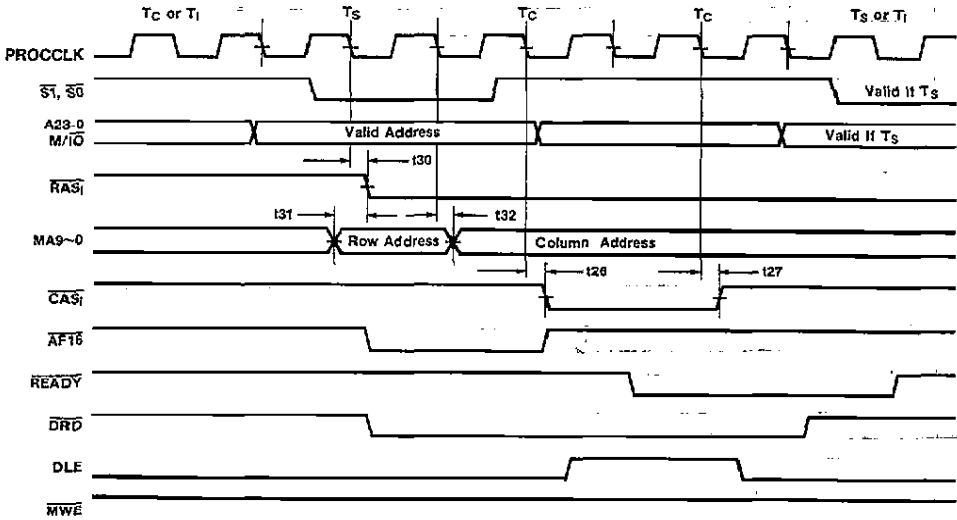 TC or TI TS TC TC TS or TI
PROCCLK
S1, S0 Valid If TS
A23-0
M/IO Valid Address Valid If TS
t30
RASi
t31 t32
MA9~0 Row Address Column Address
t26 t27
CASi
AF16
READY
DRD
DLE
MWE